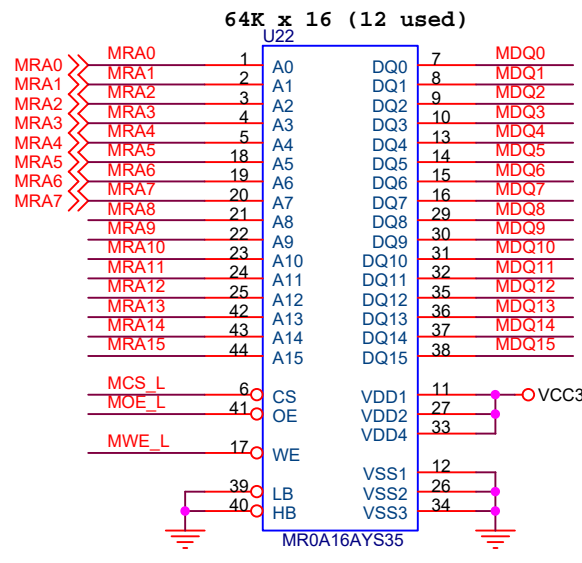 64K x 16 (12 used)
U22
MRA0 MRA0 1 A0 DQ0 7 MDQ0
MRA1 MRA1 2 A1 DQ1 8 MDQ1
MRA2 MRA2 3 A2 DQ2 9 MDQ2
MRA3 MRA3 4 A3 DQ3 10 MDQ3
MRA4 MRA4 5 A4 DQ4 13 MDQ4
MRA5 MRA5 18 A5 DQ5 14 MDQ5
MRA6 MRA6 19 A6 DQ6 15 MDQ6
MRA7 MRA7 20 A7 DQ7 16 MDQ7
MRA8 21 A8 DQ8 29 MDQ8
MRA9 22 A9 DQ9 30 MDQ9
MRA10 23 A10 DQ10 31 MDQ10
MRA11 24 A11 DQ11 32 MDQ11
MRA12 25 A12 DQ12 35 MDQ12
MRA13 42 A13 DQ13 36 MDQ13
MRA14 43 A14 DQ14 37 MDQ14
MRA15 44 A15 DQ15 38 MDQ15
MCS_L 6 CS VDD1 11 VCC3
MOE_L 41 OE VDD2 27
VDD4 33
MWE_L 17 WE
VSS1 12
39 LB VSS2 26
40 HB VSS3 34
MR0A16AYS35